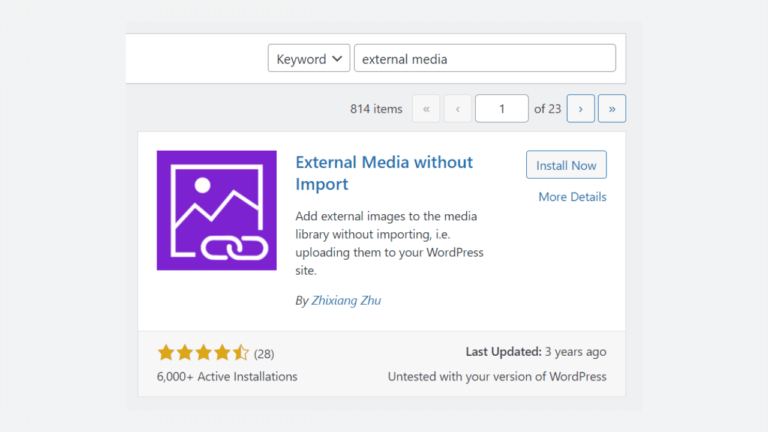 Keyword external media
814 items « ‹ 1 of 23 › »
External Media without
Import
Install Now
More Details
Add external images to the media
library without importing, i.e.
uploading them to your WordPress
site.
By Zhixiang Zhu
(28)
Last Updated: 3 years ago
6,000+ Active Installations
Untested with your version of WordPress